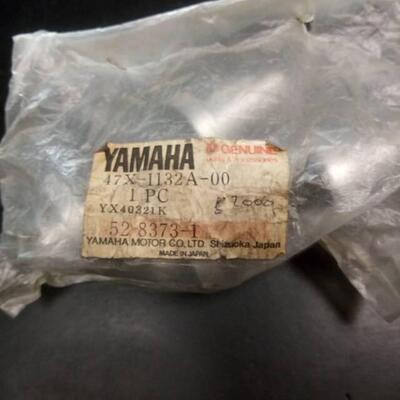 YAMAHA GENUINE
47X-1132A-00
1 PC
YX40321K
52 8373-1
YAMAHA MOTOR CO., LTD. Shizuoka Japan
MADE IN JAPAN